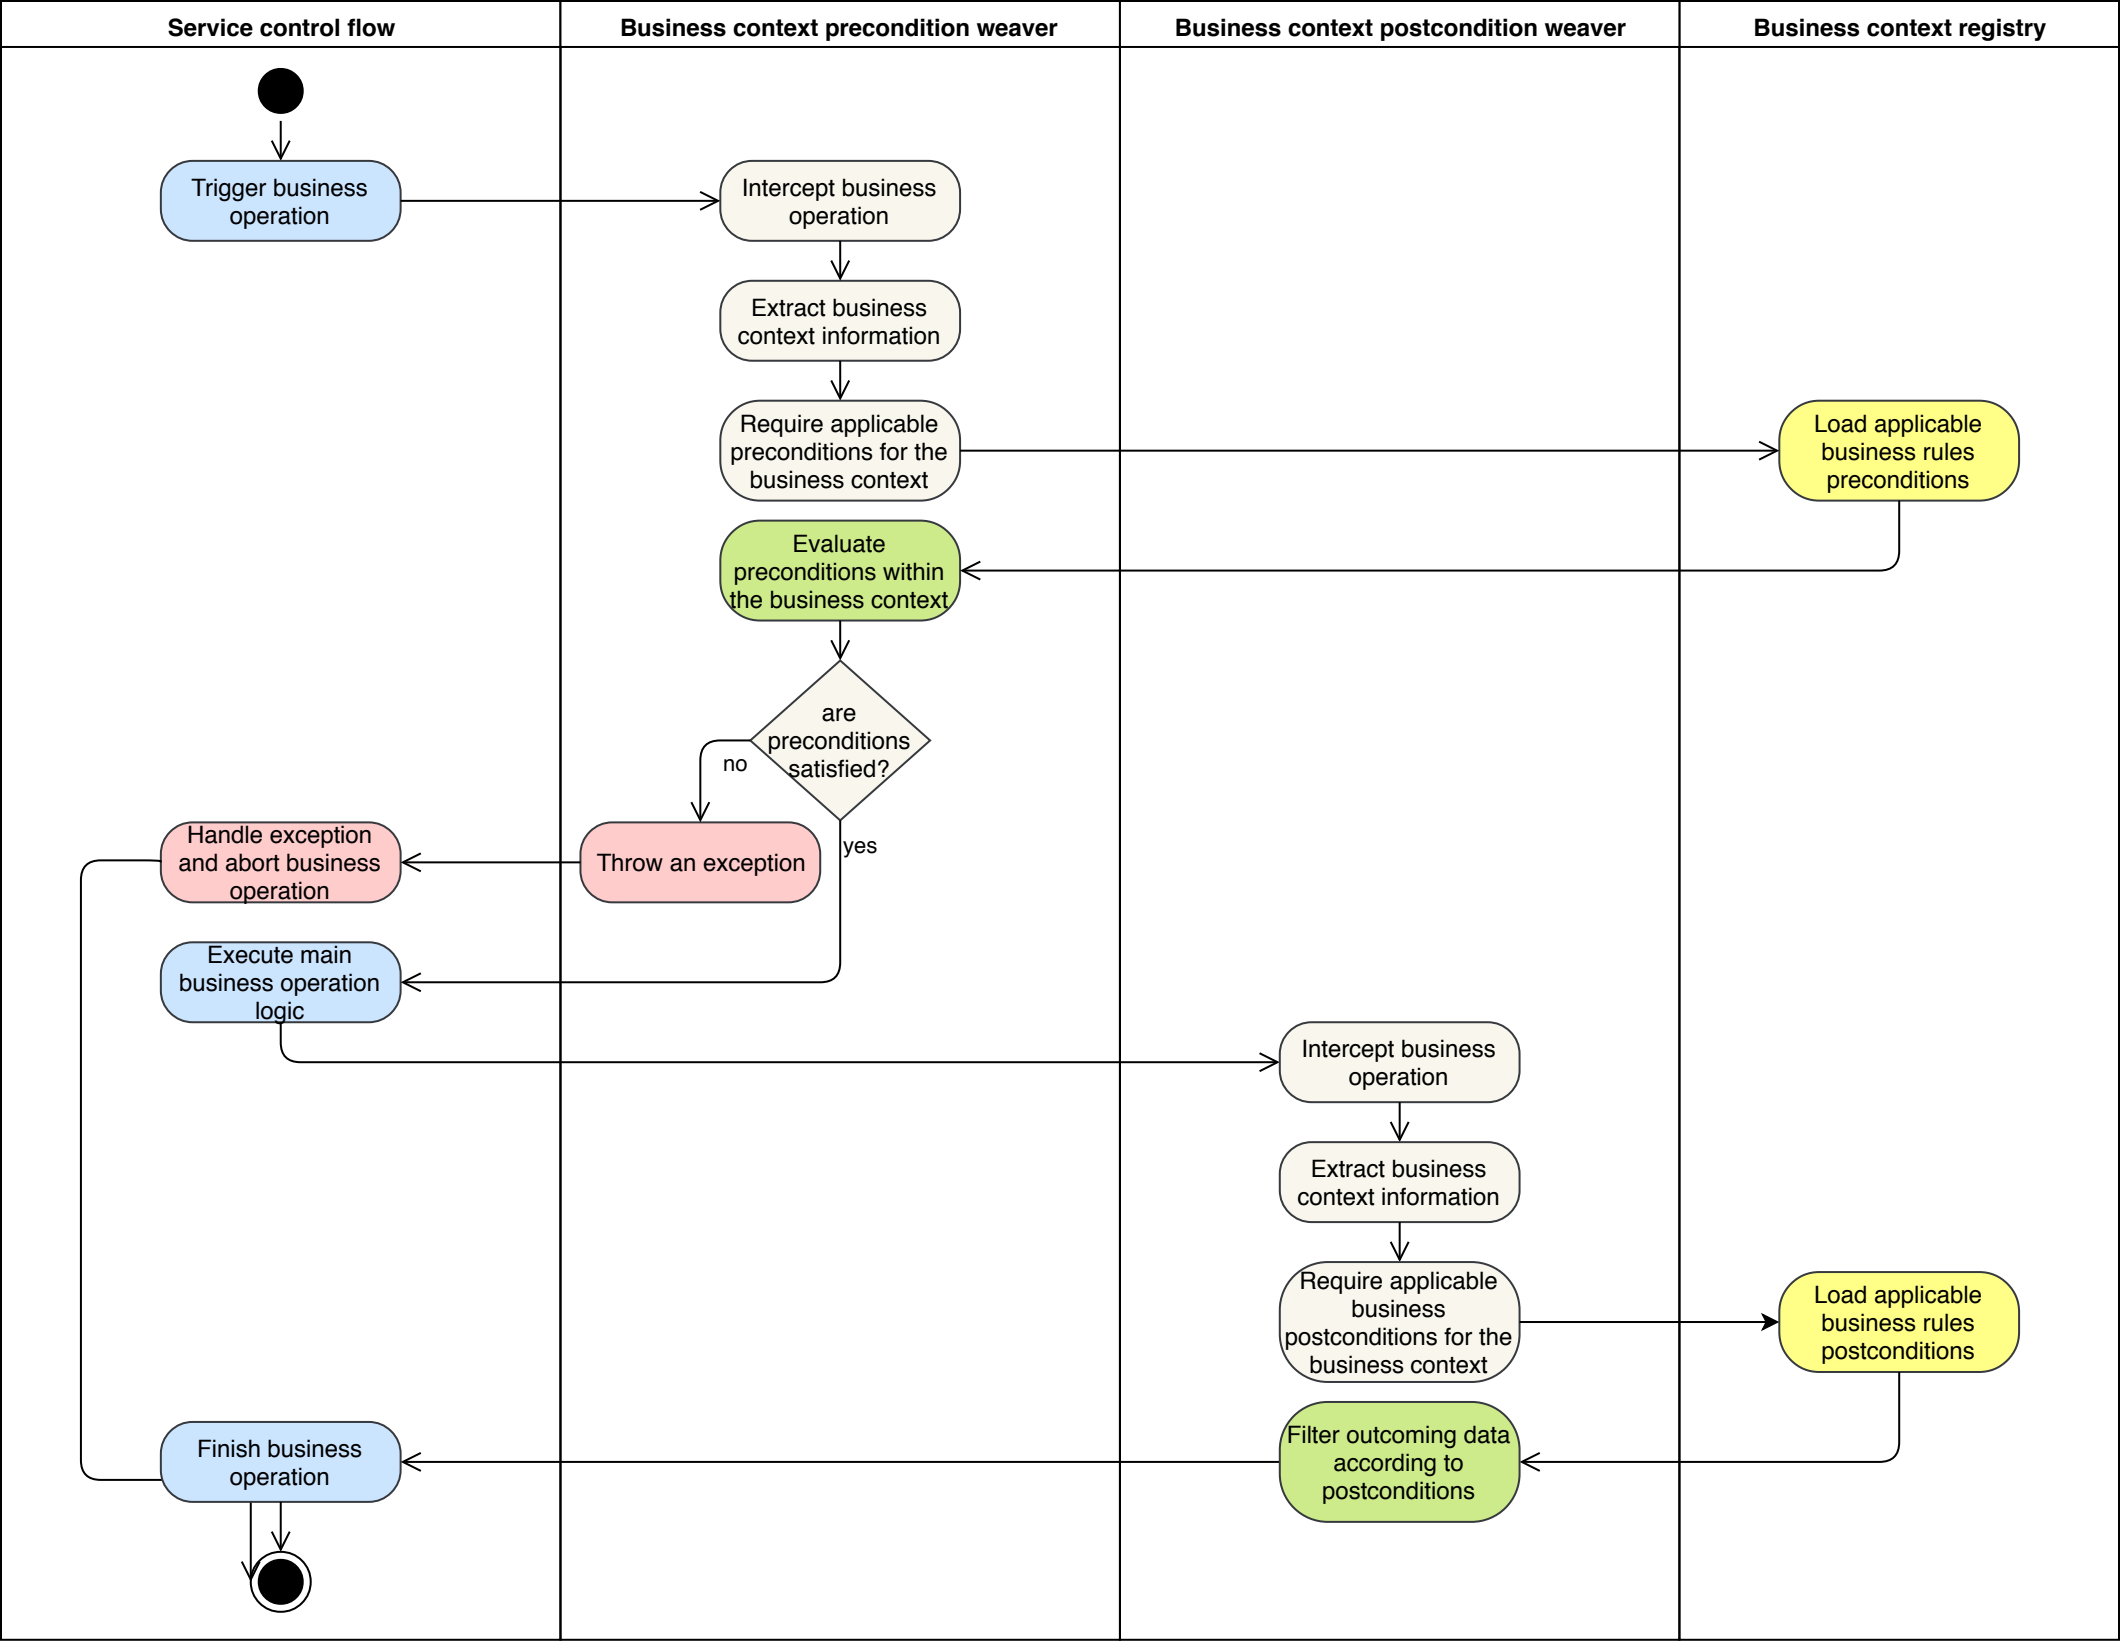 Service control flow
Business context precondition weaver
Business context postcondition weaver
Business context registry
Trigger business
operation
Intercept business
operation
Extract business
context information
Require applicable
preconditions for the
business context
Load applicable
business rules
preconditions
Evaluate
preconditions within
the business context
are
preconditions
satisfied?
no
yes
Throw an exception
Handle exception
and abort business
operation
Execute main
business operation
logic
Intercept business
operation
Extract business
context information
Require applicable
business
postconditions for the
business context
Load applicable
business rules
postconditions
Filter outcoming data
according to
postconditions
Finish business
operation